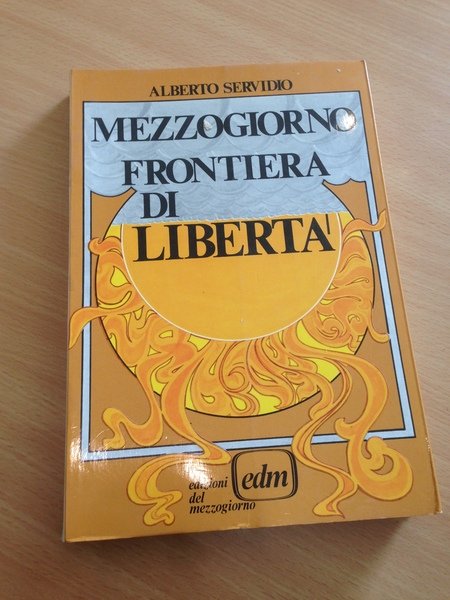 ALBERTO SERVIDIO
MEZZOGIORNO
FRONTIERA
DI
LIBERTA'
edizioni
del
mezzogiorno
edm